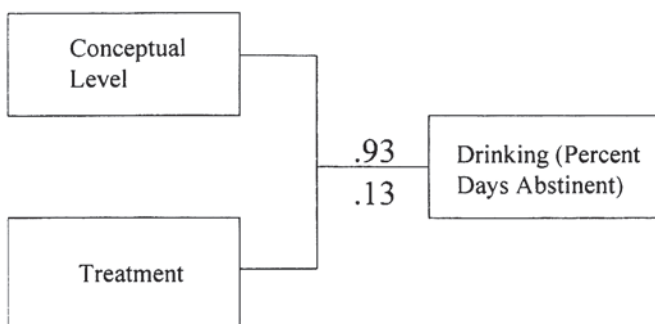 Conceptual
Level
.93
.13
Drinking (Percent
Days Abstinent)
Treatment